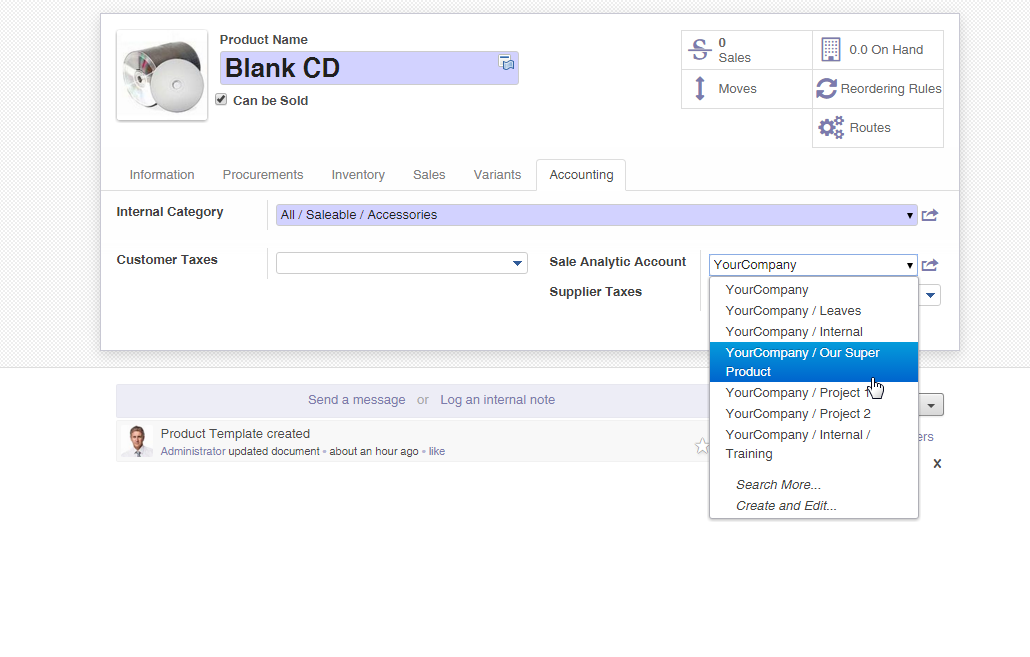 Product Name
Blank CD
Can be Sold
0
Sales
0.0 On Hand
Moves
Reordering Rules
Routes
Information
Procurements
Inventory
Sales
Variants
Accounting
Internal Category
All / Saleable / Accessories
Customer Taxes
Sale Analytic Account
YourCompany
Supplier Taxes
YourCompany
YourCompany / Leaves
YourCompany / Internal
YourCompany / Our Super
Product
YourCompany / Project 1
YourCompany / Project 2
YourCompany / Internal /
Training
Search More...
Create and Edit...
Send a message or Log an internal note
Product Template created
Administrator updated document • about an hour ago • like
ers
x